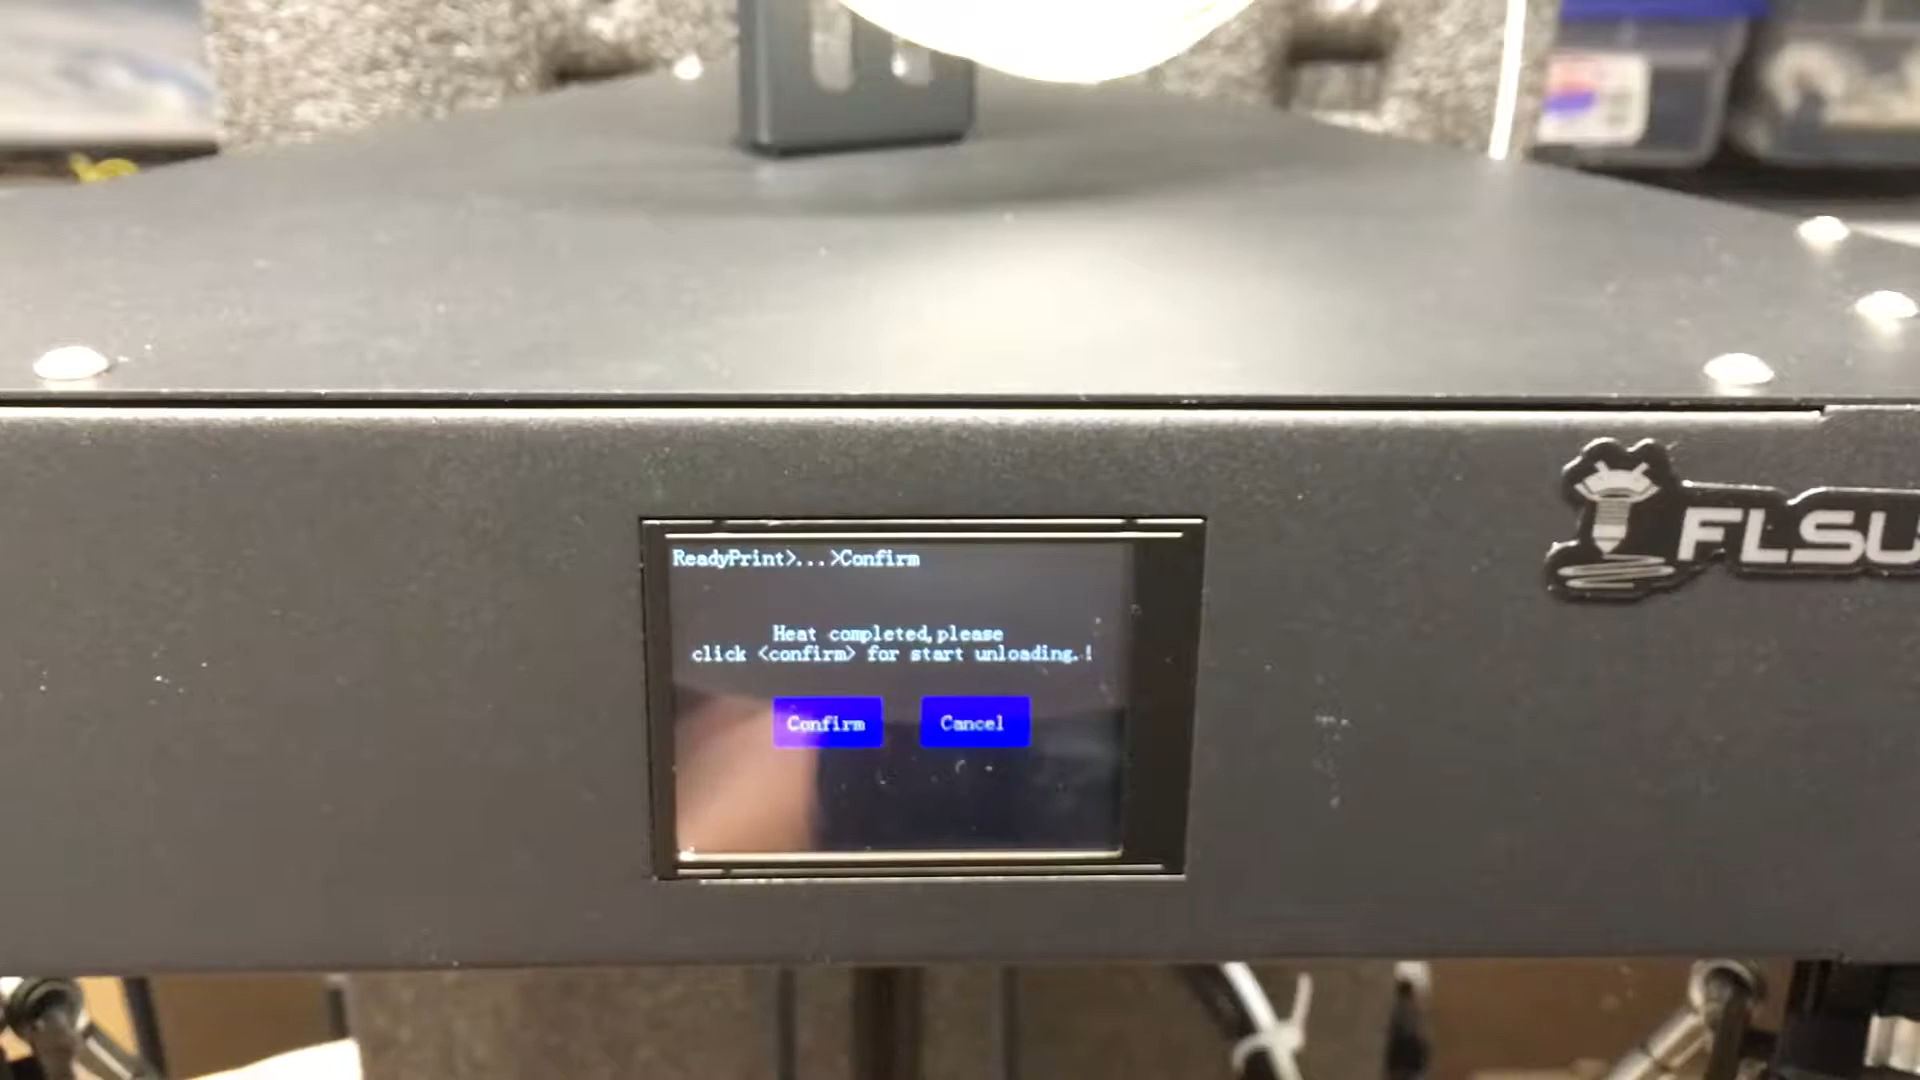 ReadyPrint>...>Confirm
Heat completed,please
click <confirm> for start unloading.!
Confirm
Cancel
FLSU